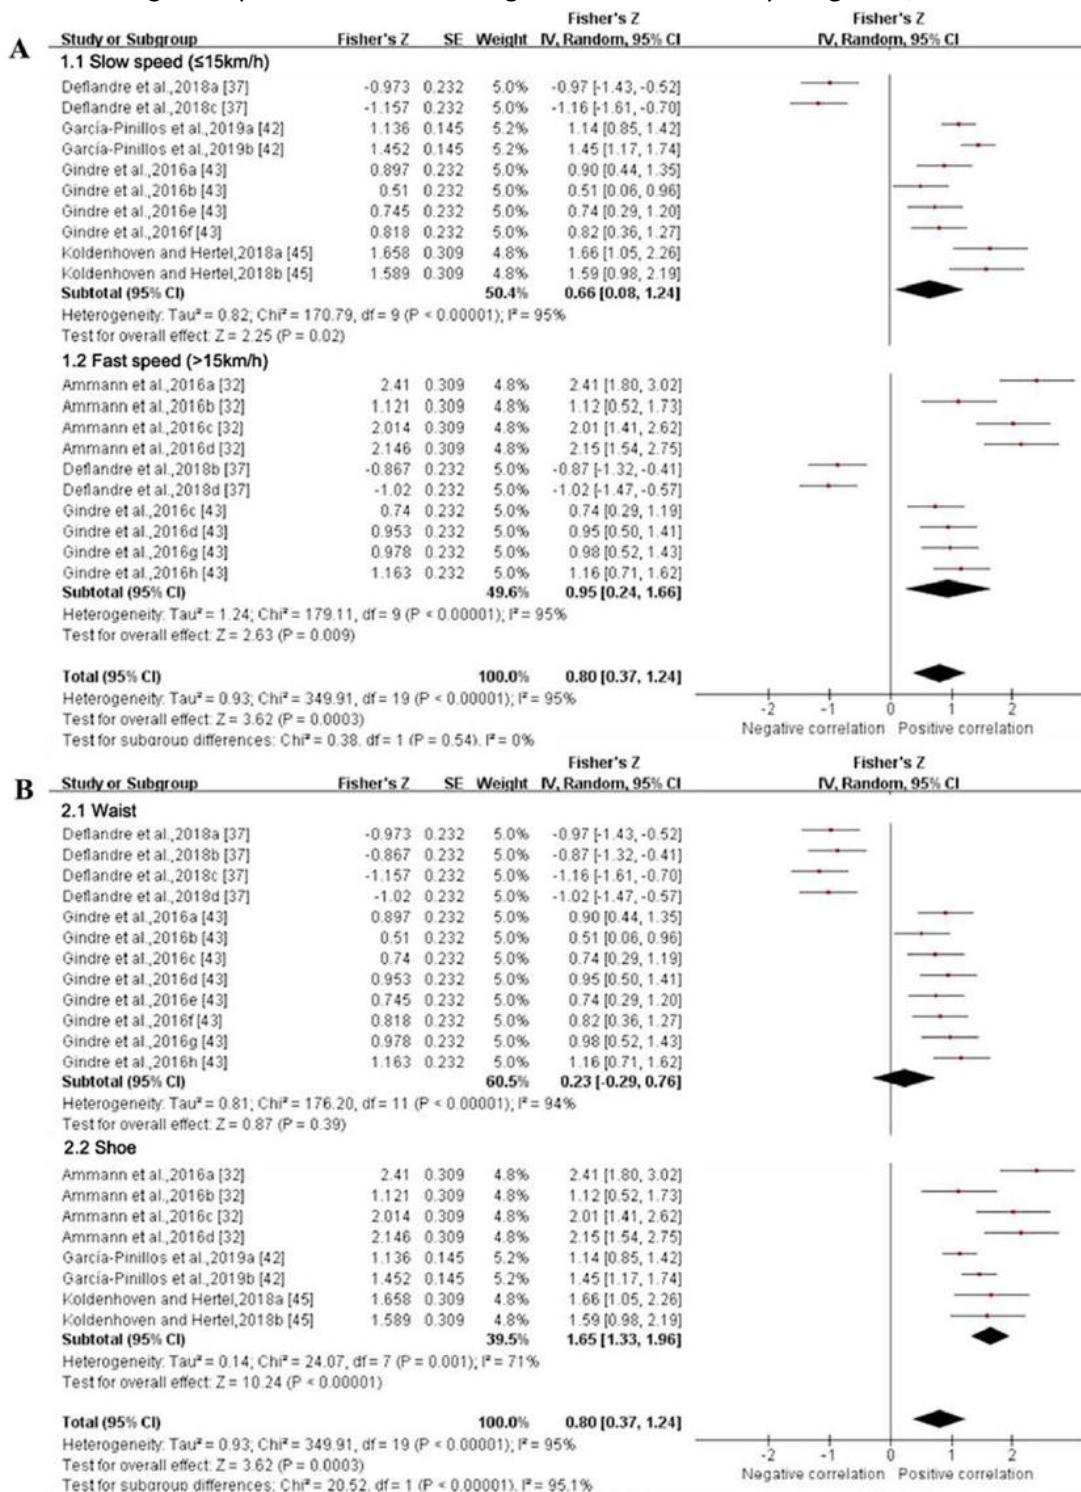 Fisher's Z Fisher's Z
A Study or Subgroup Fisher's Z SE Weight IV, Random, 95% CI IV, Random, 95% CI
1.1 Slow speed (≤15km/h)
Deflandre et al.,2018a [37] -0.973 0.232 5.0% -0.97 [-1.43, -0.52]
Deflandre et al.,2018c [37] -1.157 0.232 5.0% -1.16 [-1.61, -0.70]
García-Pinillos et al.,2019a [42] 1.136 0.145 5.2% 1.14 [0.85, 1.42]
García-Pinillos et al.,2019b [42] 1.452 0.145 5.2% 1.45 [1.17, 1.74]
Gindre et al.,2016a [43] 0.897 0.232 5.0% 0.90 [0.44, 1.35]
Gindre et al.,2016b [43] 0.51 0.232 5.0% 0.51 [0.06, 0.96]
Gindre et al.,2016e [43] 0.745 0.232 5.0% 0.74 [0.29, 1.20]
Gindre et al.,2016f [43] 0.818 0.232 5.0% 0.82 [0.36, 1.27]
Koldenhoven and Hertel,2018a [45] 1.658 0.309 4.8% 1.66 [1.05, 2.26]
Koldenhoven and Hertel,2018b [45] 1.589 0.309 4.8% 1.59 [0.98, 2.19]
Subtotal (95% CI) 50.4% 0.66 [0.08, 1.24]
Heterogeneity: Tau² = 0.82; Chi² = 170.79, df = 9 (P < 0.00001); I² = 95%
Test for overall effect: Z = 2.25 (P = 0.02)
1.2 Fast speed (>15km/h)
Ammann et al.,2016a [32] 2.41 0.309 4.8% 2.41 [1.80, 3.02]
Ammann et al.,2016b [32] 1.121 0.309 4.8% 1.12 [0.52, 1.73]
Ammann et al.,2016c [32] 2.014 0.309 4.8% 2.01 [1.41, 2.62]
Ammann et al.,2016d [32] 2.146 0.309 4.8% 2.15 [1.54, 2.75]
Deflandre et al.,2018b [37] -0.867 0.232 5.0% -0.87 [-1.32, -0.41]
Deflandre et al.,2018d [37] -1.02 0.232 5.0% -1.02 [-1.47, -0.57]
Gindre et al.,2016c [43] 0.74 0.232 5.0% 0.74 [0.29, 1.19]
Gindre et al.,2016d [43] 0.953 0.232 5.0% 0.95 [0.50, 1.41]
Gindre et al.,2016g [43] 0.978 0.232 5.0% 0.98 [0.52, 1.43]
Gindre et al.,2016h [43] 1.163 0.232 5.0% 1.16 [0.71, 1.62]
Subtotal (95% CI) 49.6% 0.95 [0.24, 1.66]
Heterogeneity: Tau² = 1.24; Chi² = 179.11, df = 9 (P < 0.00001); I² = 95%
Test for overall effect: Z = 2.63 (P = 0.009)
Total (95% CI) 100.0% 0.80 [0.37, 1.24]
Heterogeneity: Tau² = 0.93; Chi² = 349.91, df = 19 (P < 0.00001); I² = 95%
Test for overall effect: Z = 3.62 (P = 0.0003)
Test for subgroup differences: Chi² = 0.38, df = 1 (P = 0.54), I² = 0%
-2 -1 0 1 2
Negative correlation Positive correlation
Fisher's Z Fisher's Z
B Study or Subgroup Fisher's Z SE Weight IV, Random, 95% CI IV, Random, 95% CI
2.1 Waist
Deflandre et al.,2018a [37] -0.973 0.232 5.0% -0.97 [-1.43, -0.52]
Deflandre et al.,2018b [37] -0.867 0.232 5.0% -0.87 [-1.32, -0.41]
Deflandre et al.,2018c [37] -1.157 0.232 5.0% -1.16 [-1.61, -0.70]
Deflandre et al.,2018d [37] -1.02 0.232 5.0% -1.02 [-1.47, -0.57]
Gindre et al.,2016a [43] 0.897 0.232 5.0% 0.90 [0.44, 1.35]
Gindre et al.,2016b [43] 0.51 0.232 5.0% 0.51 [0.06, 0.96]
Gindre et al.,2016c [43] 0.74 0.232 5.0% 0.74 [0.29, 1.19]
Gindre et al.,2016d [43] 0.953 0.232 5.0% 0.95 [0.50, 1.41]
Gindre et al.,2016e [43] 0.745 0.232 5.0% 0.74 [0.29, 1.20]
Gindre et al.,2016f [43] 0.818 0.232 5.0% 0.82 [0.36, 1.27]
Gindre et al.,2016g [43] 0.978 0.232 5.0% 0.98 [0.52, 1.43]
Gindre et al.,2016h [43] 1.163 0.232 5.0% 1.16 [0.71, 1.62]
Subtotal (95% CI) 60.5% 0.23 [-0.29, 0.76]
Heterogeneity: Tau² = 0.81; Chi² = 176.20, df = 11 (P < 0.00001); I² = 94%
Test for overall effect: Z = 0.87 (P = 0.39)
2.2 Shoe
Ammann et al.,2016a [32] 2.41 0.309 4.8% 2.41 [1.80, 3.02]
Ammann et al.,2016b [32] 1.121 0.309 4.8% 1.12 [0.52, 1.73]
Ammann et al.,2016c [32] 2.014 0.309 4.8% 2.01 [1.41, 2.62]
Ammann et al.,2016d [32] 2.146 0.309 4.8% 2.15 [1.54, 2.75]
García-Pinillos et al.,2019a [42] 1.136 0.145 5.2% 1.14 [0.85, 1.42]
García-Pinillos et al.,2019b [42] 1.452 0.145 5.2% 1.45 [1.17, 1.74]
Koldenhoven and Hertel,2018a [45] 1.658 0.309 4.8% 1.66 [1.05, 2.26]
Koldenhoven and Hertel,2018b [45] 1.589 0.309 4.8% 1.59 [0.98, 2.19]
Subtotal (95% CI) 39.5% 1.65 [1.33, 1.96]
Heterogeneity: Tau² = 0.14; Chi² = 24.07, df = 7 (P = 0.001); I² = 71%
Test for overall effect: Z = 10.24 (P < 0.00001)
Total (95% CI) 100.0% 0.80 [0.37, 1.24]
Heterogeneity: Tau² = 0.93; Chi² = 349.91, df = 19 (P < 0.00001); I² = 95%
Test for overall effect: Z = 3.62 (P = 0.0003)
Test for subgroup differences: Chi² = 20.52, df = 1 (P < 0.00001), I² = 95.1%
-2 -1 0 1 2
Negative correlation Positive correlation